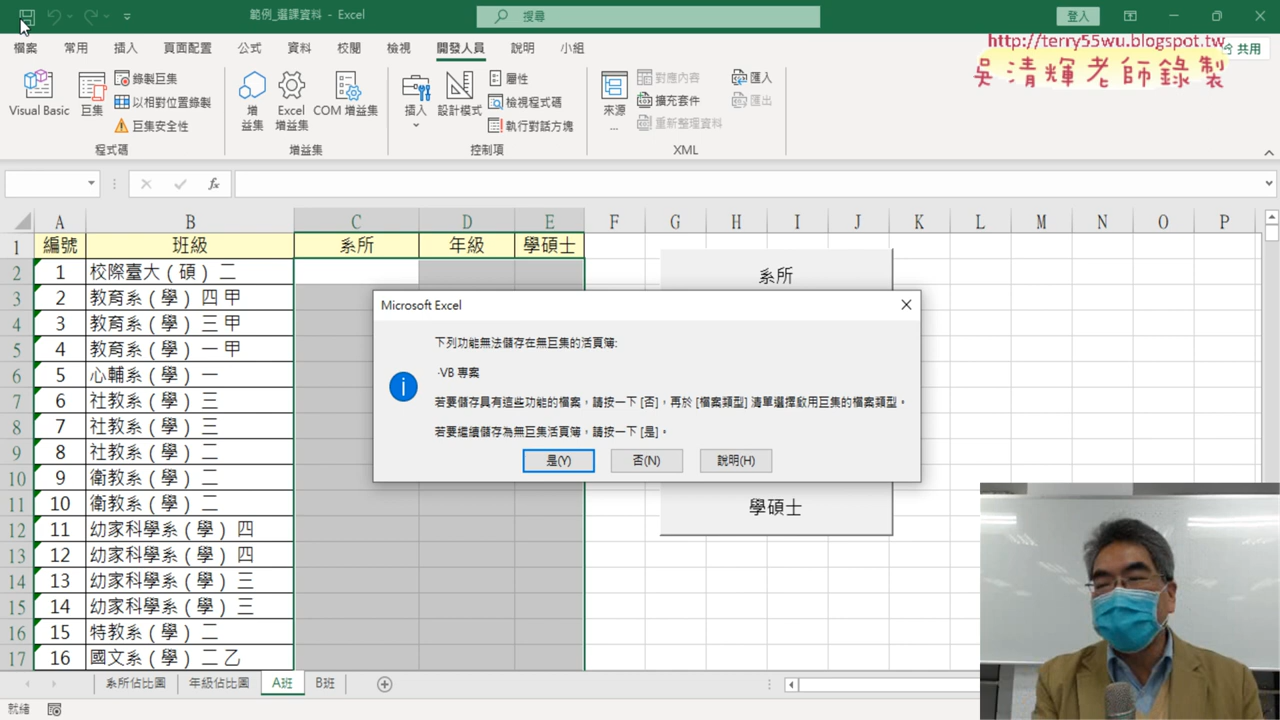 範例_選課資料 - Excel
搜尋
登入
檔案 常用 插入 頁面配置 公式 資料 校閱 檢視 開發人員 說明 小組
共用
http://terry55wu.blogspot.tw
吳清輝老師錄製
Visual Basic
巨集
錄製巨集
以相對位置錄製
巨集安全性
程式碼
增益集
Excel 增益集
COM 增益集
增益集
插入
設計模式
屬性
檢視程式碼
執行對話方塊
控制項
來源
...
對應內容
擴充套件
重新整理資料
匯入
匯出
XML
fx
A B C D E F G H I J K L M N O P
1 編號 班級 系所 年級 學碩士
2 1 校際臺大（碩）二
3 2 教育系（學）四甲
4 3 教育系（學）三甲
5 4 教育系（學）一甲
6 5 心輔系（學）一
7 6 社教系（學）三
8 7 社教系（學）三
9 8 社教系（學）二
10 9 衛教系（學）二
11 10 衛教系（學）二
12 11 幼家科學系（學）四
13 12 幼家科學系（學）四
14 13 幼家科學系（學）三
15 14 幼家科學系（學）三
16 15 特教系（學）二
17 16 國文系（學）二乙
系所
Microsoft Excel
下列功能無法儲存在無巨集的活頁簿:
‧VB 專案
若要儲存具有這些功能的檔案，請按一下 [否]，再於 [檔案類型] 清單選擇啟用巨集的檔案類型。
若要繼續儲存為無巨集活頁簿，請按一下 [是]。
是(Y) 否(N) 說明(H)
學碩士
系所佔比圖 年級佔比圖 A班 B班
就緒